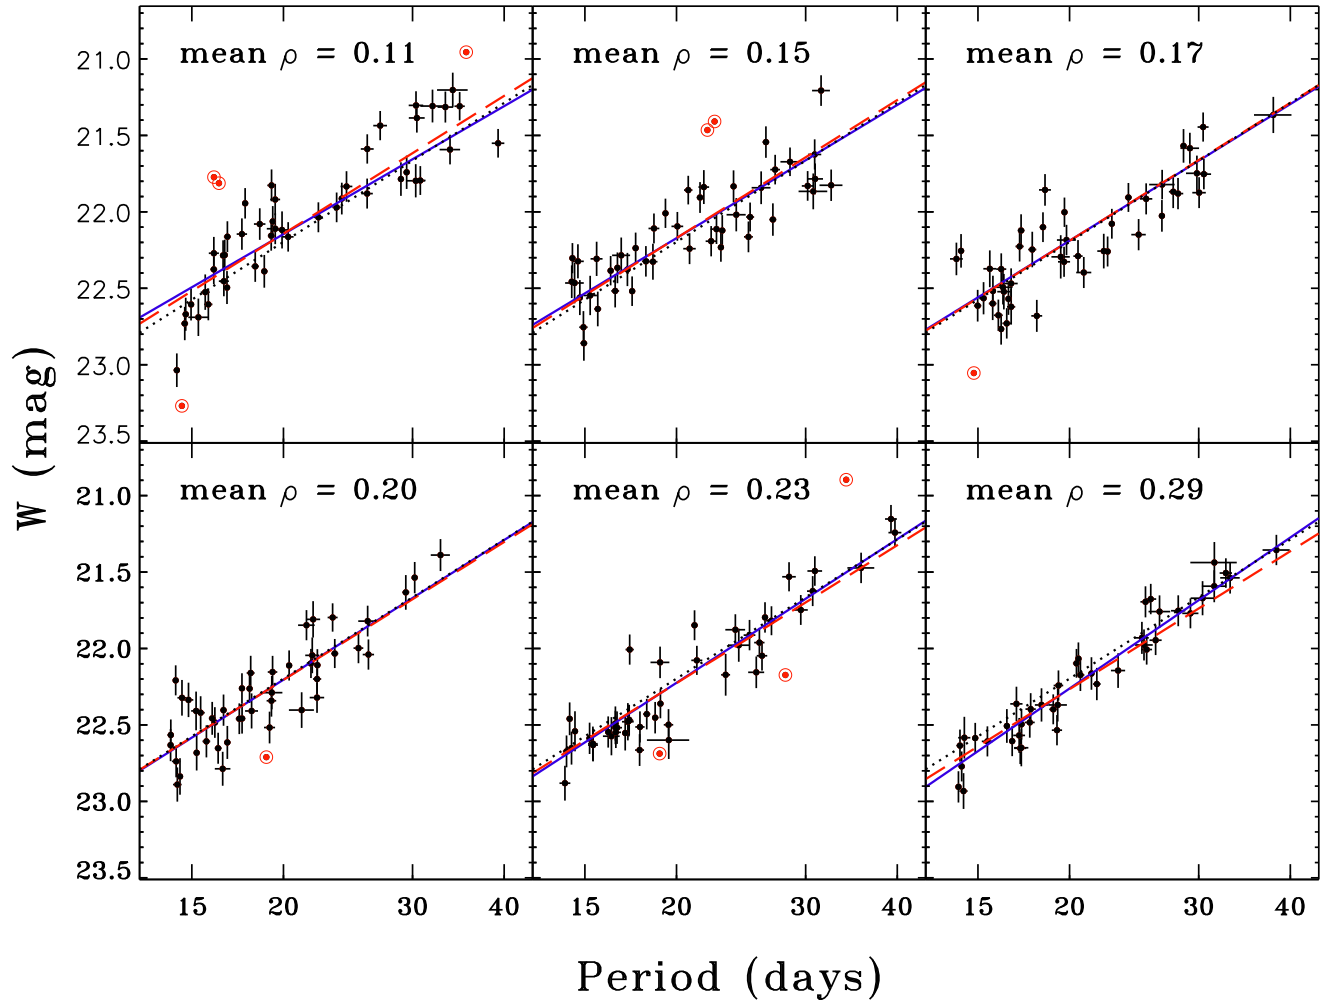 mean ρ = 0.11
mean ρ = 0.15
mean ρ = 0.17
21.0
21.5
22.0
22.5
23.0
23.5
W (mag)
mean ρ = 0.20
mean ρ = 0.23
mean ρ = 0.29
21.0
21.5
22.0
22.5
23.0
23.5
15 20 30 40 15 20 30 40 15 20 30 40
Period (days)